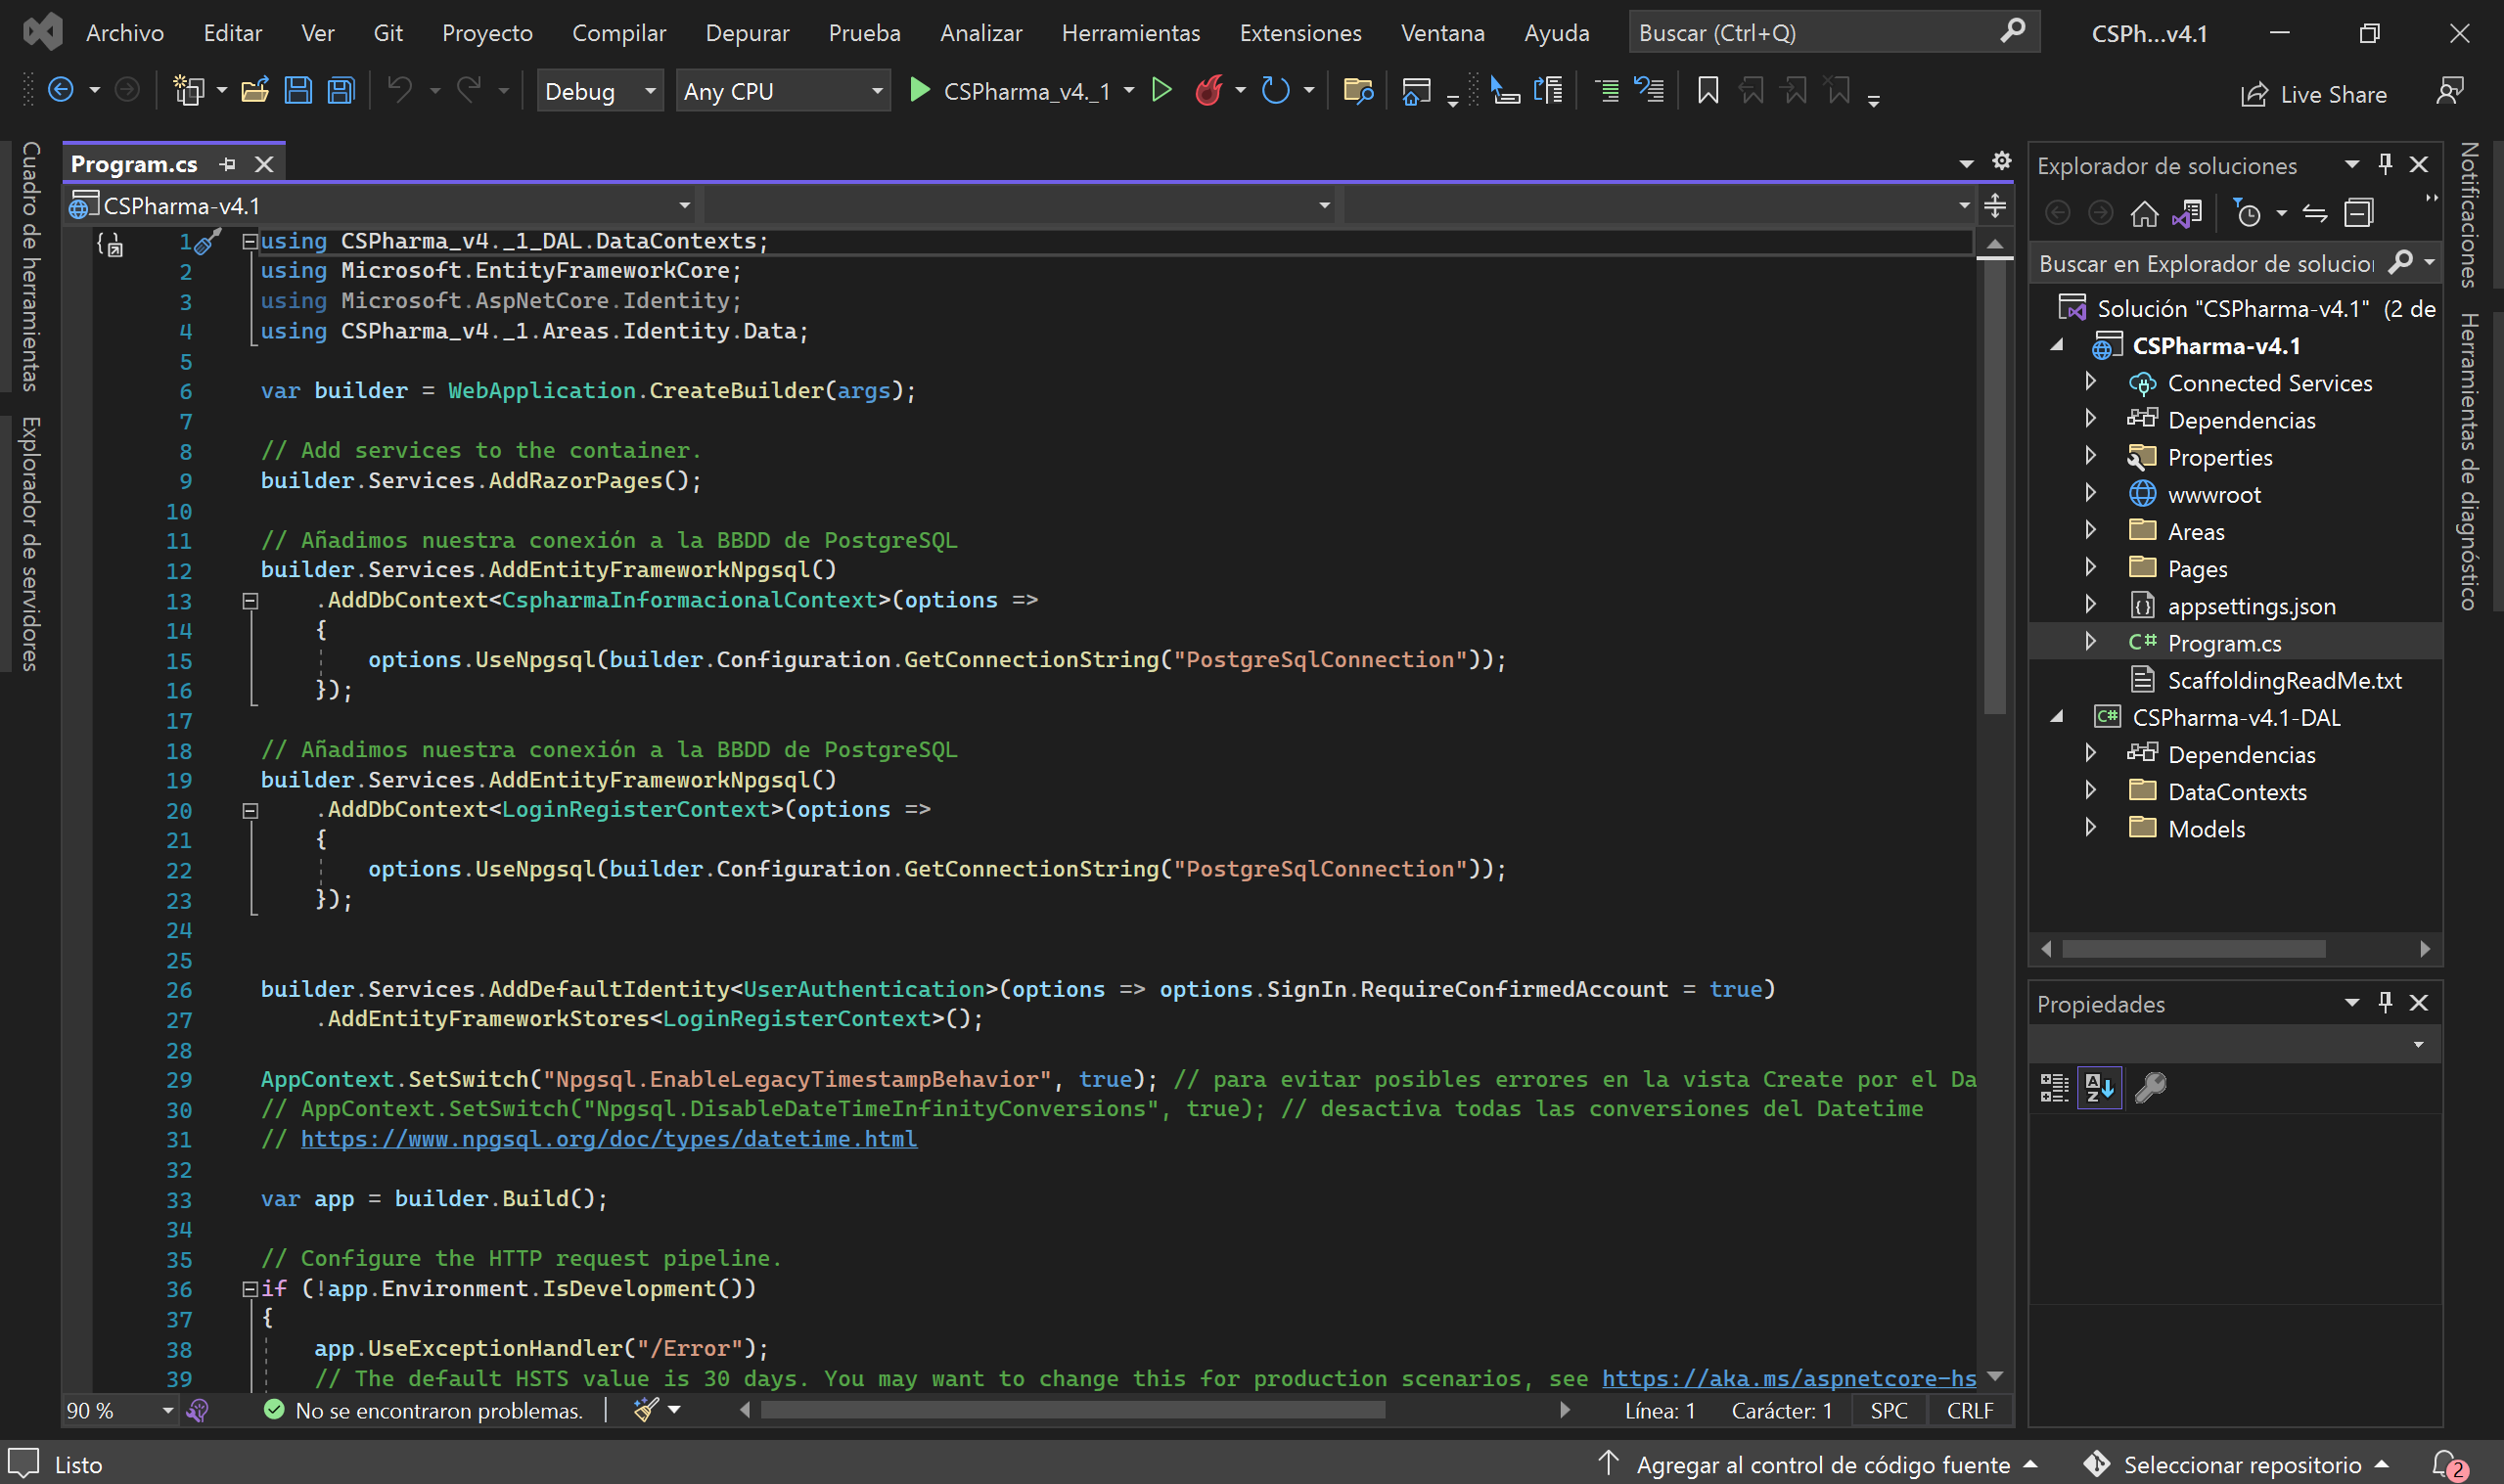 Archivo Editar Ver Git Proyecto Compilar Depurar Prueba Analizar Herramientas Extensiones Ventana Ayuda Buscar (Ctrl+Q) CSPh...v4.1
Debug Any CPU CSPharma_v4._1 Live Share
Cuadro de herramientas
Explorador de servidores
Program.cs
CSPharma-v4.1
1 using CSPharma_v4._1_DAL.DataContexts;
2 using Microsoft.EntityFrameworkCore;
3 using Microsoft.AspNetCore.Identity;
4 using CSPharma_v4._1.Areas.Identity.Data;
5
6 var builder = WebApplication.CreateBuilder(args);
7
8 // Add services to the container.
9 builder.Services.AddRazorPages();
10
11 // Añadimos nuestra conexión a la BBDD de PostgreSQL
12 builder.Services.AddEntityFrameworkNpgsql()
13 .AddDbContext<CspharmaInformacionalContext>(options =>
14 {
15 options.UseNpgsql(builder.Configuration.GetConnectionString("PostgreSqlConnection"));
16 });
17
18 // Añadimos nuestra conexión a la BBDD de PostgreSQL
19 builder.Services.AddEntityFrameworkNpgsql()
20 .AddDbContext<LoginRegisterContext>(options =>
21 {
22 options.UseNpgsql(builder.Configuration.GetConnectionString("PostgreSqlConnection"));
23 });
24
25
26 builder.Services.AddDefaultIdentity<UserAuthentication>(options => options.SignIn.RequireConfirmedAccount = true)
27 .AddEntityFrameworkStores<LoginRegisterContext>();
28
29 AppContext.SetSwitch("Npgsql.EnableLegacyTimestampBehavior", true); // para evitar posibles errores en la vista Create por el Da
30 // AppContext.SetSwitch("Npgsql.DisableDateTimeInfinityConversions", true); // desactiva todas las conversiones del Datetime
31 // https://www.npgsql.org/doc/types/datetime.html
32
33 var app = builder.Build();
34
35 // Configure the HTTP request pipeline.
36 if (!app.Environment.IsDevelopment())
37 {
38 app.UseExceptionHandler("/Error");
39 // The default HSTS value is 30 days. You may want to change this for production scenarios, see https://aka.ms/aspnetcore-hs
90 % No se encontraron problemas. Línea: 1 Carácter: 1 SPC CRLF
Explorador de soluciones
Buscar en Explorador de solucio
Solución "CSPharma-v4.1" (2 de
CSPharma-v4.1
Connected Services
Dependencias
Properties
wwwroot
Areas
Pages
appsettings.json
C# Program.cs
ScaffoldingReadMe.txt
C# CSPharma-v4.1-DAL
Dependencias
DataContexts
Models
Propiedades
Notificaciones
Herramientas de diagnóstico
Listo Agregar al control de código fuente Seleccionar repositorio 2